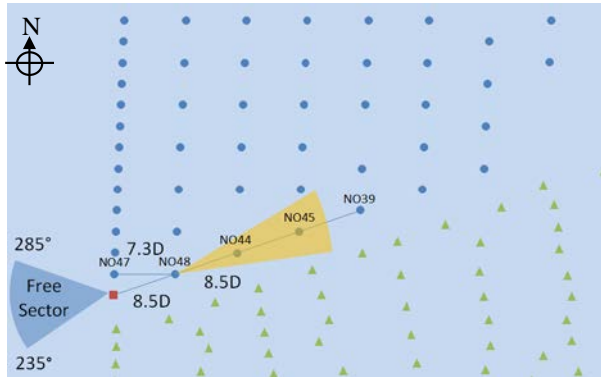 N
NO39
NO45
NO44
7.3D
285°
NO47
NO48
8.5D
Free
Sector
8.5D
235°